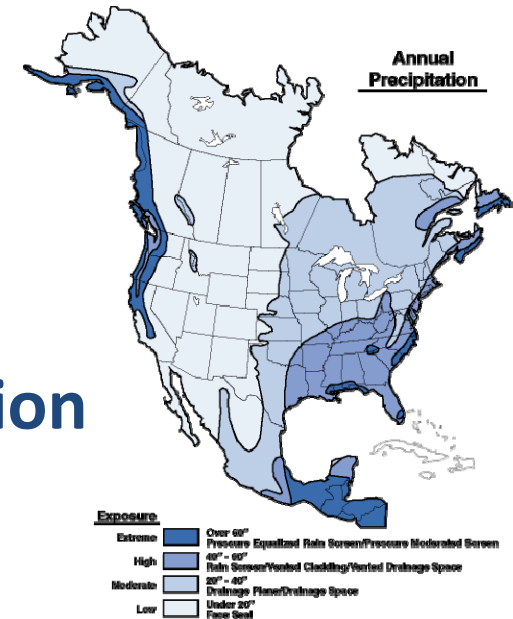 Annual
Precipitation
ion
Exposure
Extreme
Over 60"
Pressure Equalized Rain Screen/Pressure Moderated Screen
High
40" - 60"
Rain Screen/Vented Cladding/Vented Drainage Space
Moderate
20" - 40"
Drainage Plane/Drainage Space
Low
Under 20"
Face Seal